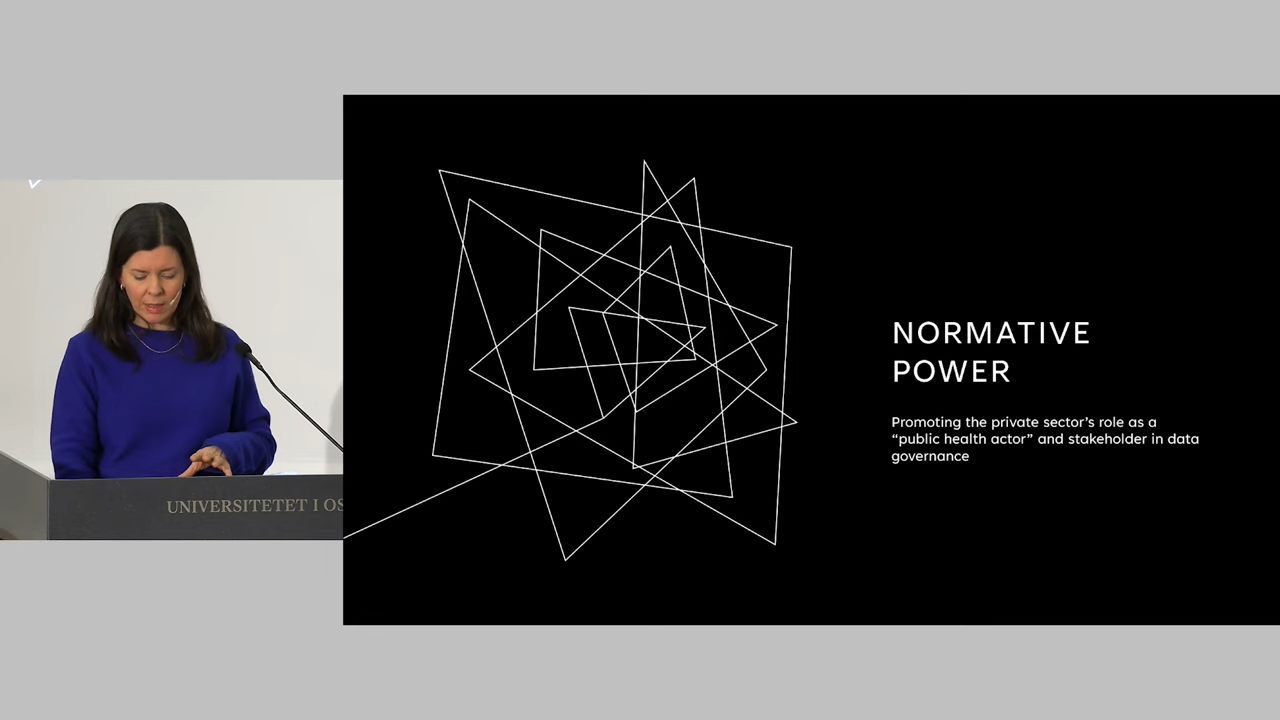 UNIVERSITETET I OS
NORMATIVE
POWER
Promoting the private sector’s role as a
“public health actor” and stakeholder in data
governance